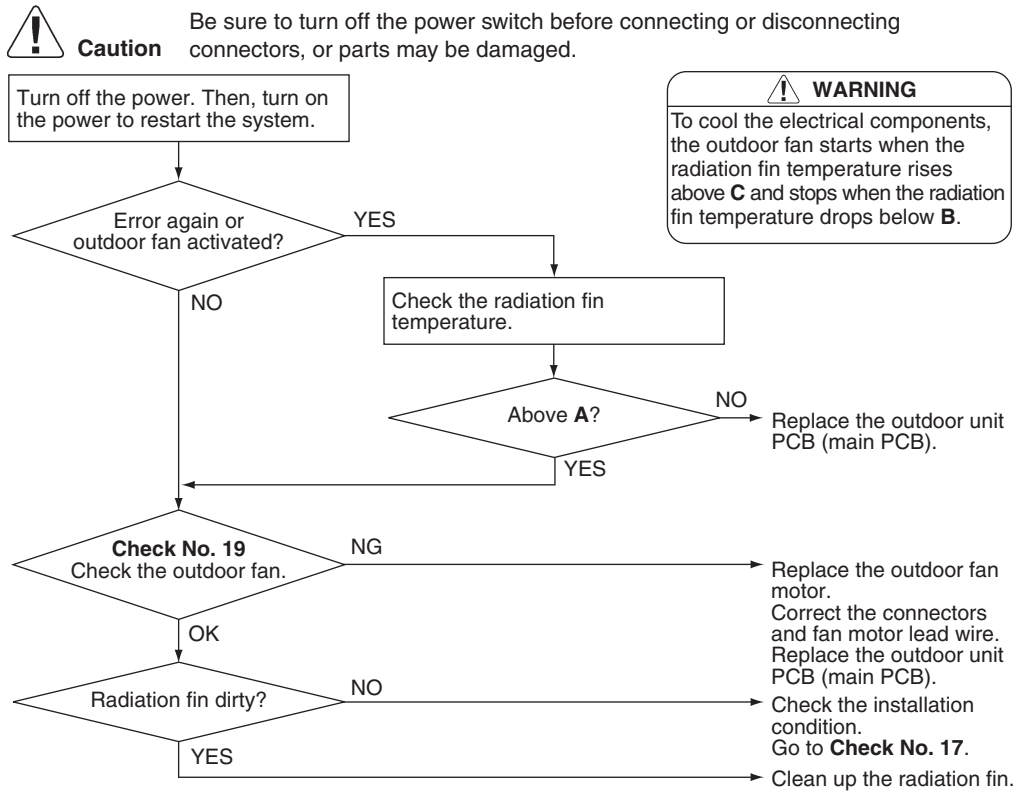 Be sure to turn off the power switch before connecting or disconnecting
Caution connectors, or parts may be damaged.
Turn off the power. Then, turn on
the power to restart the system.
WARNING
To cool the electrical components,
the outdoor fan starts when the
radiation fin temperature rises
above C and stops when the radiation
fin temperature drops below B.
Error again or
outdoor fan activated?
YES
NO
Check the radiation fin
temperature.
Above A?
NO
Replace the outdoor unit
PCB (main PCB).
YES
Check No. 19
Check the outdoor fan.
NG
Replace the outdoor fan
motor.
Correct the connectors
and fan motor lead wire.
Replace the outdoor unit
PCB (main PCB).
OK
Radiation fin dirty?
NO
Check the installation
condition.
Go to Check No. 17.
YES
Clean up the radiation fin.